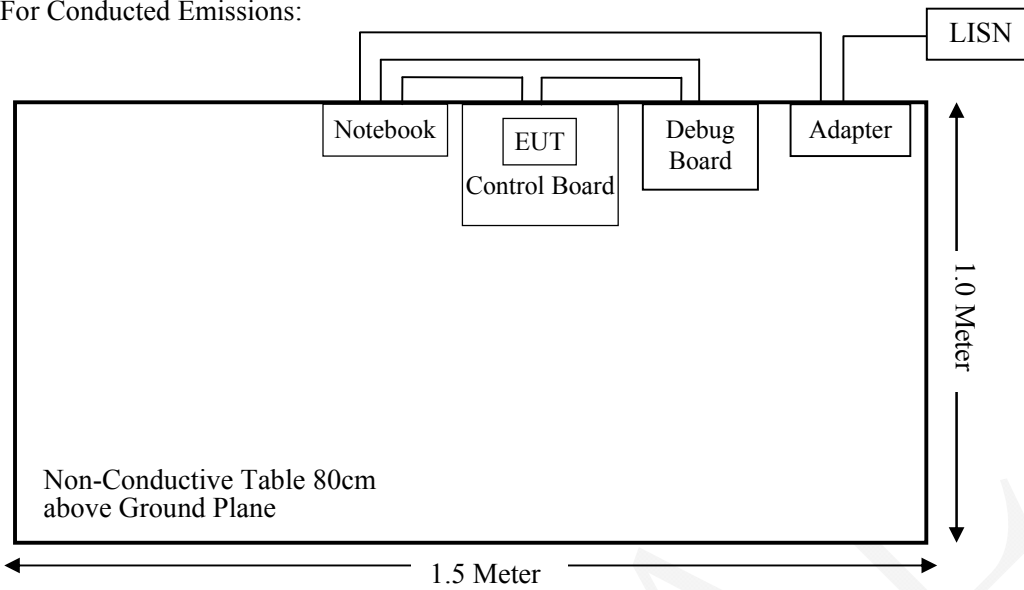 For Conducted Emissions:
LISN
Notebook
EUT
Control Board
Debug
Board
Adapter
1.0 Meter
Non-Conductive Table 80cm
above Ground Plane
1.5 Meter